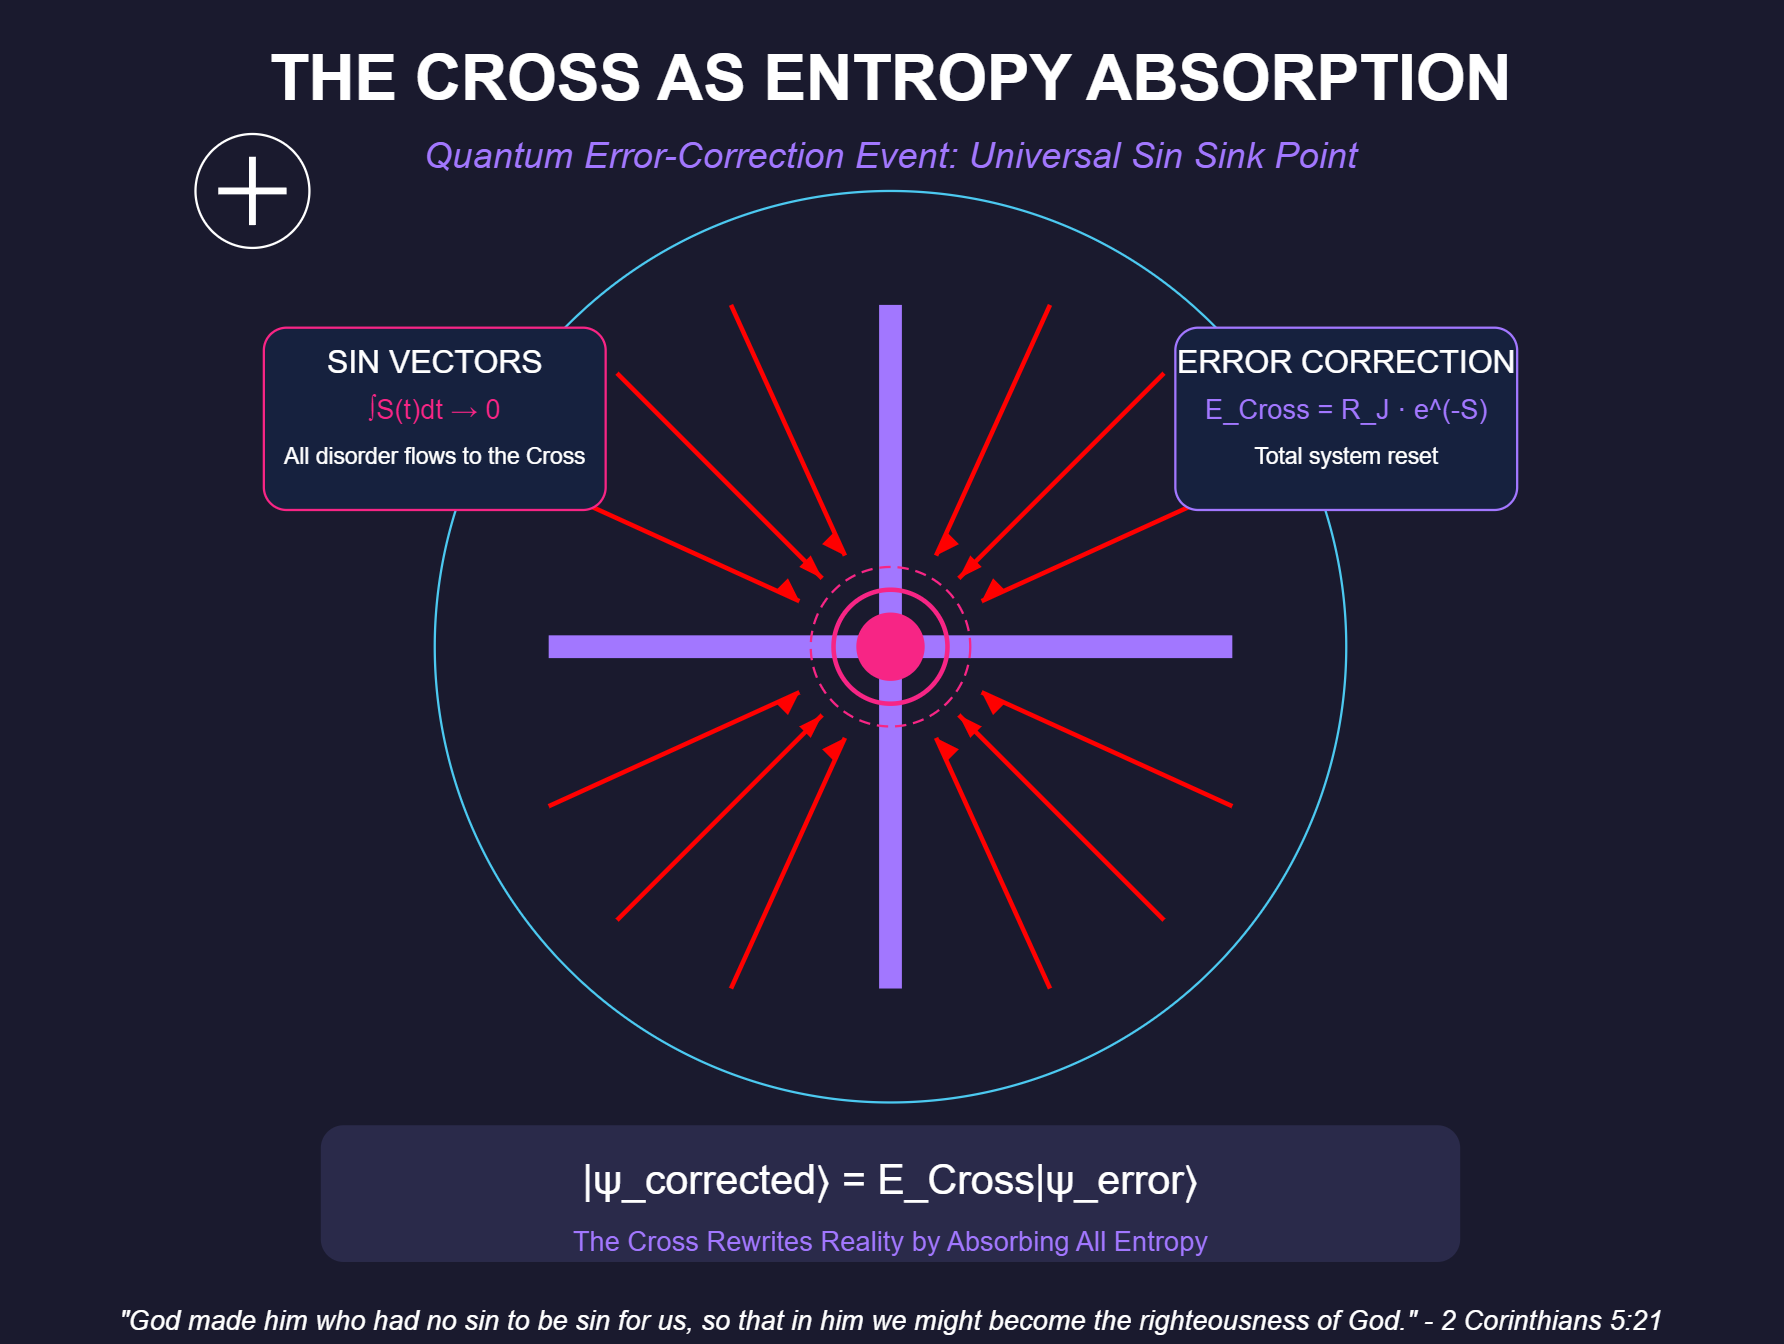 THE CROSS AS ENTROPY ABSORPTION
Quantum Error-Correction Event: Universal Sin Sink Point
SIN VECTORS
∫S(t)dt → 0
All disorder flows to the Cross
ERROR CORRECTION
E_Cross = R_J · e^(-S)
Total system reset
|ψ_corrected⟩ = E_Cross|ψ_error⟩
The Cross Rewrites Reality by Absorbing All Entropy
"God made him who had no sin to be sin for us, so that in him we might become the righteousness of God." - 2 Corinthians 5:21